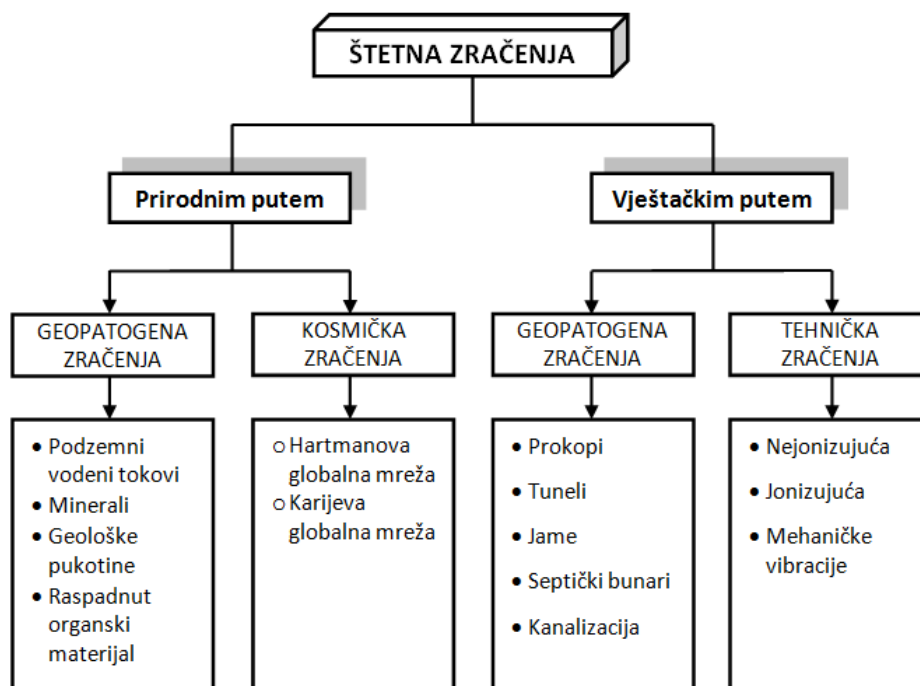 ŠTETNA ZRAČENJA
Prirodnim putem
Vještačkim putem
GEOPATOGENA
ZRAČENJA
KOSMIČKA
ZRAČENJA
GEOPATOGENA
ZRAČENJA
TEHNIČKA
ZRAČENJA
• Podzemni
vodeni tokovi
• Minerali
• Geološke
pukotine
• Raspadnut
organski
materijal
○ Hartmanova
globalna mreža
○ Karijeva
globalna mreža
• Prokopi
• Tuneli
• Jame
• Septički bunari
• Kanalizacija
• Nejonizujuća
• Jonizujuća
• Mehaničke
vibracije